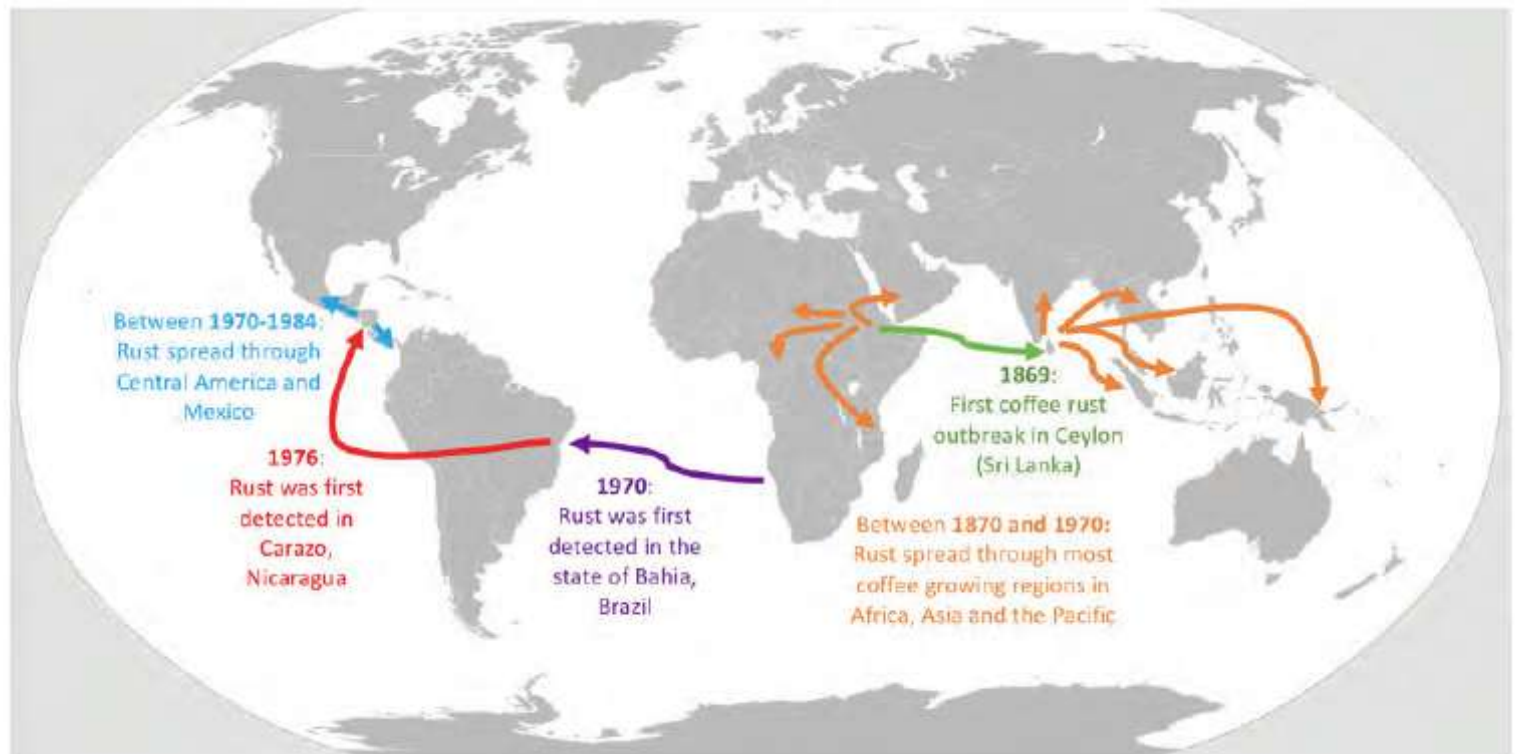 Between 1970-1984:
Rust spread through
Central America and
Mexico
1976:
Rust was first
detected in
Carazo,
Nicaragua
1970:
Rust was first
detected in the
state of Bahia,
Brazil
1869:
First coffee rust
outbreak in Ceylon
(Sri Lanka)
Between 1870 and 1970:
Rust spread through most
coffee growing regions in
Africa, Asia and the Pacific